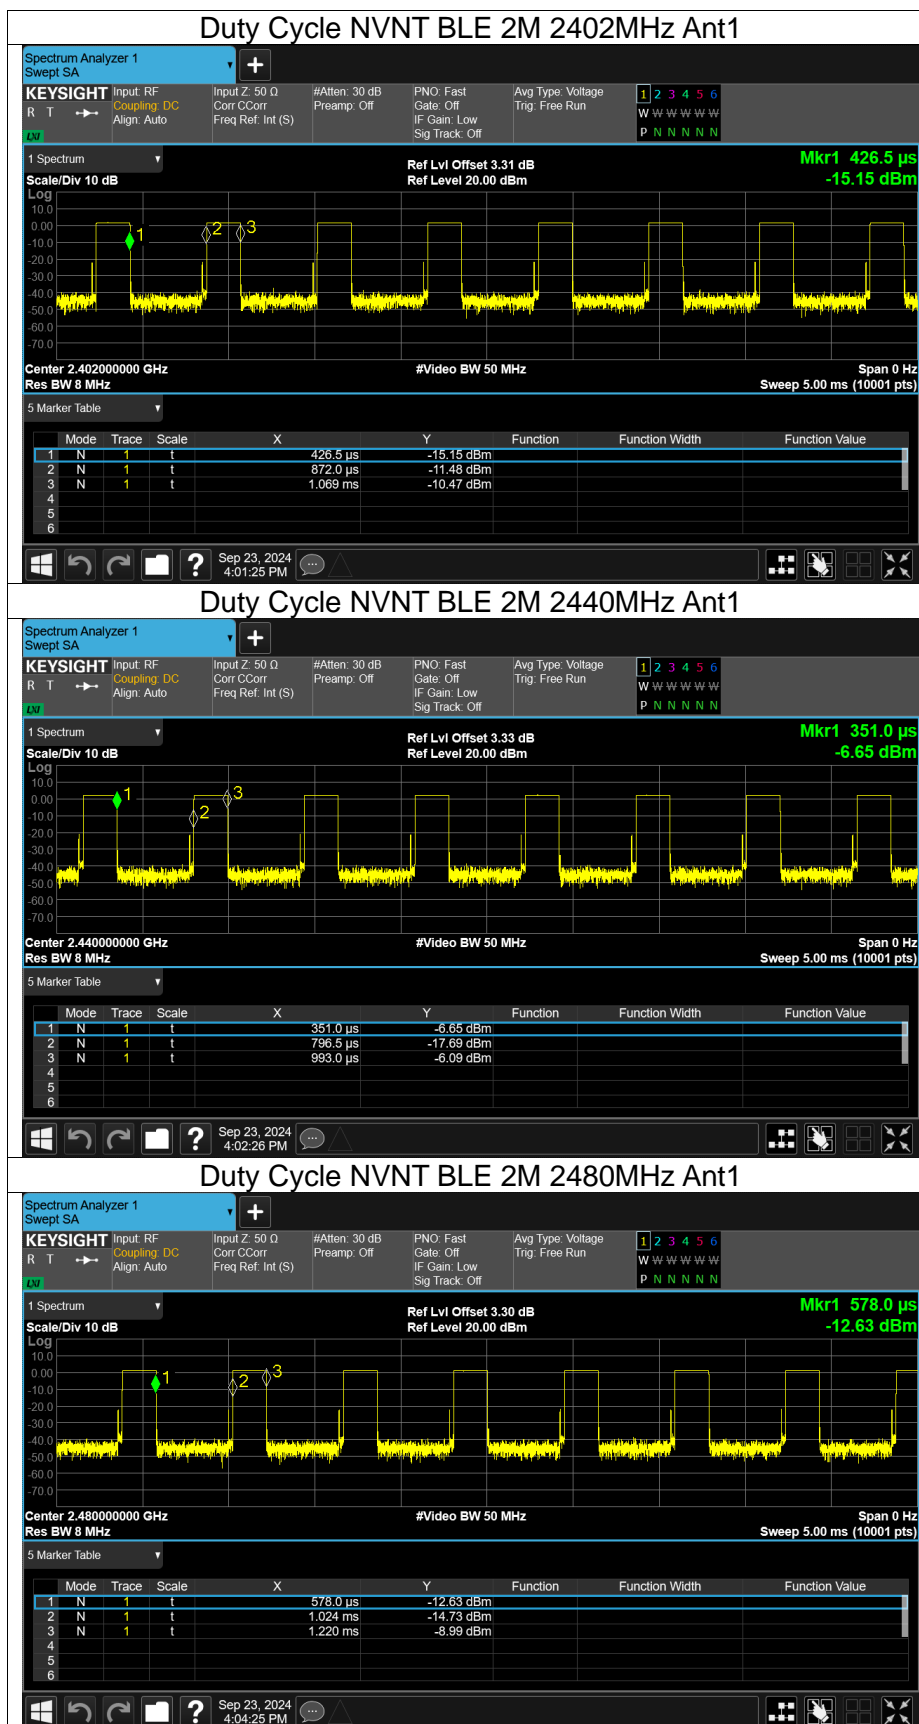 Duty Cycle NVNT BLE 2M 2402MHz Ant1
Spectrum Analyzer 1
Swept SA
+
KEYSIGHT Input: RF Input Z: 50 Ω #Atten: 30 dB PNO: Fast Avg Type: Voltage 1 2 3 4 5 6
R T Coupling: DC Corr CCorr Preamp: Off Gate: Off Trig: Free Run W W W W W W
Align: Auto Freq Ref: Int (S) IF Gain: Low
LXI Sig Track: Off P N N N N N
1 Spectrum Ref Lvl Offset 3.31 dB Mkr1 426.5 µs
Scale/Div 10 dB Ref Level 20.00 dBm -15.15 dBm
Log
10.0
0.00
-10.0
-20.0
-30.0
-40.0
-50.0
-60.0
-70.0
1 2 3
Center 2.402000000 GHz #Video BW 50 MHz Span 0 Hz
Res BW 8 MHz Sweep 5.00 ms (10001 pts)
5 Marker Table
Mode Trace Scale X Y Function Function Width Function Value
1 N 1 t 426.5 µs -15.15 dBm
2 N 1 t 872.0 µs -11.48 dBm
3 N 1 t 1.069 ms -10.47 dBm
4
5
6
? Sep 23, 2024
4:01:25 PM
Duty Cycle NVNT BLE 2M 2440MHz Ant1
Spectrum Analyzer 1
Swept SA
+
KEYSIGHT Input: RF Input Z: 50 Ω #Atten: 30 dB PNO: Fast Avg Type: Voltage 1 2 3 4 5 6
R T Coupling: DC Corr CCorr Preamp: Off Gate: Off Trig: Free Run W W W W W W
Align: Auto Freq Ref: Int (S) IF Gain: Low
LXI Sig Track: Off P N N N N N
1 Spectrum Ref Lvl Offset 3.33 dB Mkr1 351.0 µs
Scale/Div 10 dB Ref Level 20.00 dBm -6.65 dBm
Log
10.0
0.00
-10.0
-20.0
-30.0
-40.0
-50.0
-60.0
-70.0
1 2 3
Center 2.440000000 GHz #Video BW 50 MHz Span 0 Hz
Res BW 8 MHz Sweep 5.00 ms (10001 pts)
5 Marker Table
Mode Trace Scale X Y Function Function Width Function Value
1 N 1 t 351.0 µs -6.65 dBm
2 N 1 t 796.5 µs -17.69 dBm
3 N 1 t 993.0 µs -6.09 dBm
4
5
6
? Sep 23, 2024
4:02:26 PM
Duty Cycle NVNT BLE 2M 2480MHz Ant1
Spectrum Analyzer 1
Swept SA
+
KEYSIGHT Input: RF Input Z: 50 Ω #Atten: 30 dB PNO: Fast Avg Type: Voltage 1 2 3 4 5 6
R T Coupling: DC Corr CCorr Preamp: Off Gate: Off Trig: Free Run W W W W W W
Align: Auto Freq Ref: Int (S) IF Gain: Low
LXI Sig Track: Off P N N N N N
1 Spectrum Ref Lvl Offset 3.30 dB Mkr1 578.0 µs
Scale/Div 10 dB Ref Level 20.00 dBm -12.63 dBm
Log
10.0
0.00
-10.0
-20.0
-30.0
-40.0
-50.0
-60.0
-70.0
1 2 3
Center 2.480000000 GHz #Video BW 50 MHz Span 0 Hz
Res BW 8 MHz Sweep 5.00 ms (10001 pts)
5 Marker Table
Mode Trace Scale X Y Function Function Width Function Value
1 N 1 t 578.0 µs -12.63 dBm
2 N 1 t 1.024 ms -14.73 dBm
3 N 1 t 1.220 ms -8.99 dBm
4
5
6
? Sep 23, 2024
4:04:25 PM